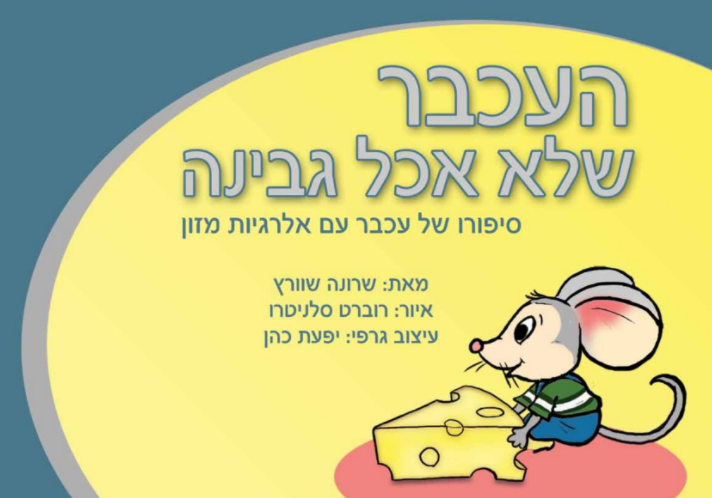 העכבר
שלא אכל גבינה
סיפורו של עכבר עם אלרגיות מזון
מאת: שרונה שוורץ
איור: רוברט סלניטרו
עיצוב גרפי: יפעת כהן